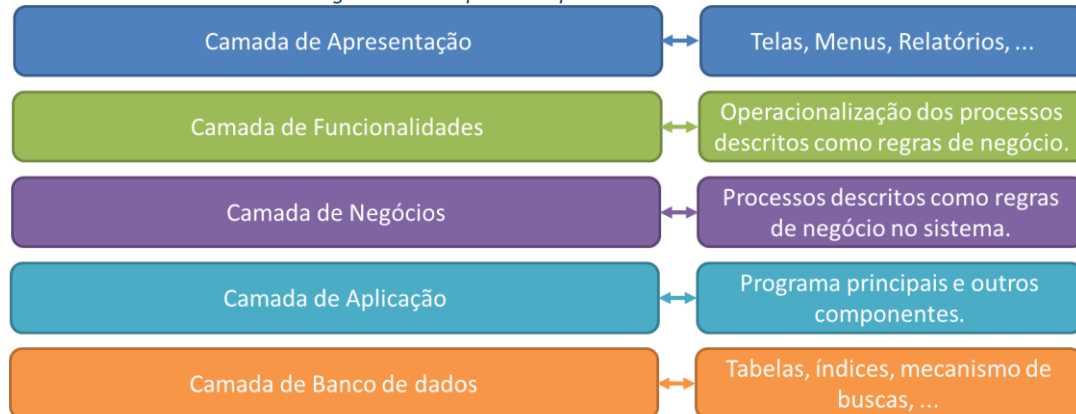 Camada de Apresentação
Telas, Menus, Relatórios, ...
Camada de Funcionalidades
Operacionalização dos processos
descritos como regras de negócio.
Camada de Negócios
Processos descritos como regras
de negócio no sistema.
Camada de Aplicação
Programa principais e outros
componentes.
Camada de Banco de dados
Tabelas, índices, mecanismo de
buscas, ...